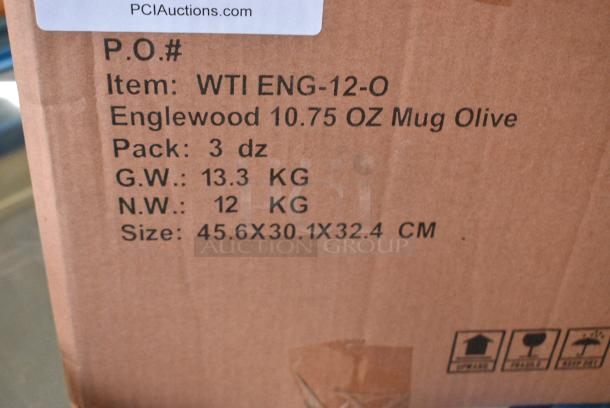 PCIAuctions.com
P.O.#
Item: WTI ENG-12-O
Englewood 10.75 OZ Mug Olive
Pack: 3 dz
G.W.: 13.3 KG
N.W.: 12 KG
Size: 45.6X30.1X32.4 CM
AUCTION GROUP
UPWARD FRAGILE KEEP DRY